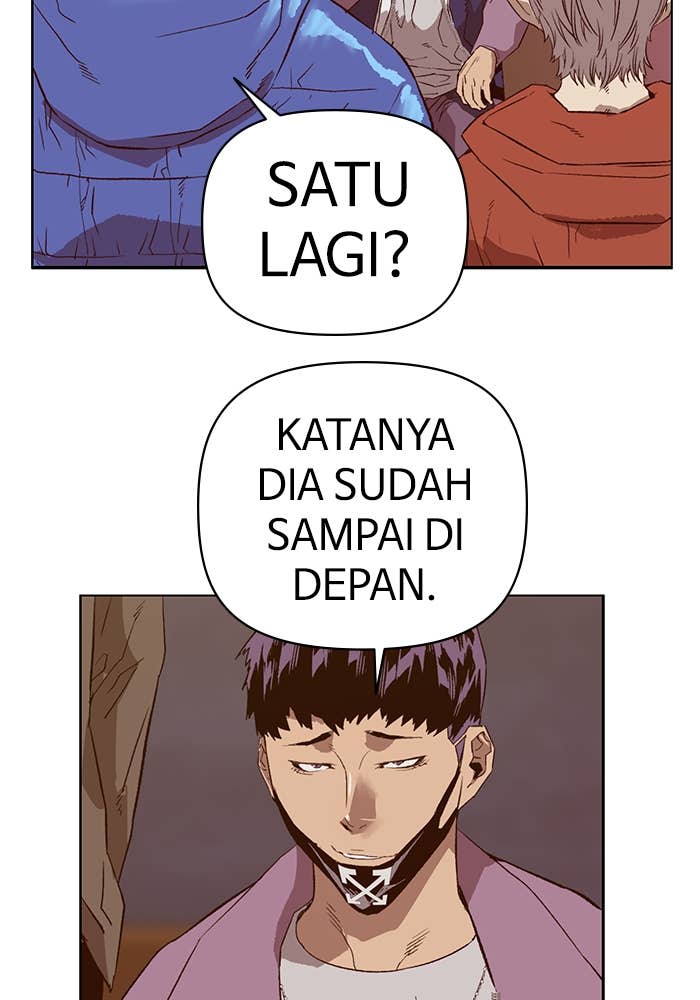 SATU
LAGI?
KATANYA
DIA SUDAH
SAMPAI DI
DEPAN.